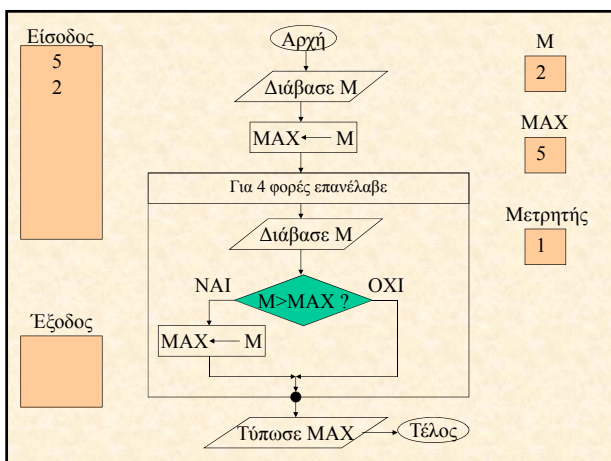 Είσοδος
5
2
Έξοδος
Αρχή
Διάβασε Μ
MAX Μ
Για 4 φορές επανέλαβε
Διάβασε Μ
ΝΑΙ
Μ>MAX ?
ΟΧΙ
MAX Μ
Τύπωσε MAX
Τέλος
Μ
2
MAX
5
Μετρητής
1